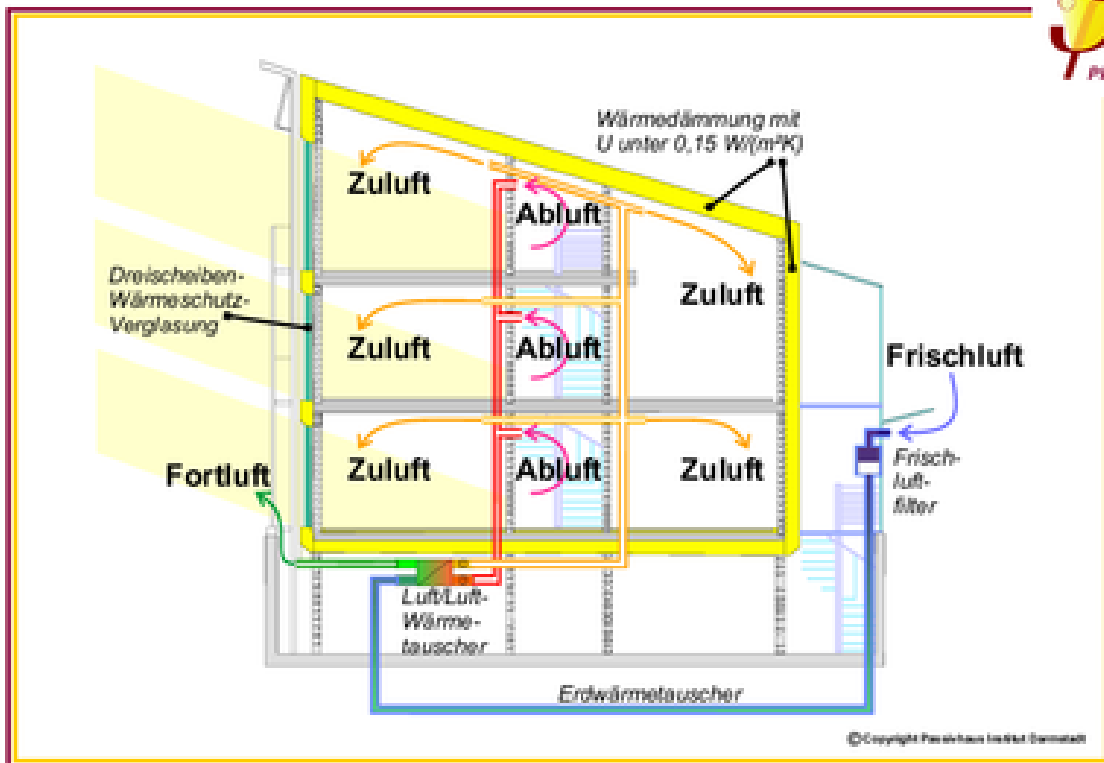 Wärmedämmung mit
U unter 0,15 W/(m²K)
Zuluft
Abluft
Dreischeiben-
Wärmeschutz-
Verglasung
Zuluft
Zuluft
Abluft
Frischluft
Zuluft
Abluft
Zuluft
Fortluft
Frisch-
luft-
filter
Luft/Luft-
Wärme-
tauscher
Erdwärmetauscher
©Copyright Passivhaus Institut Darmstadt